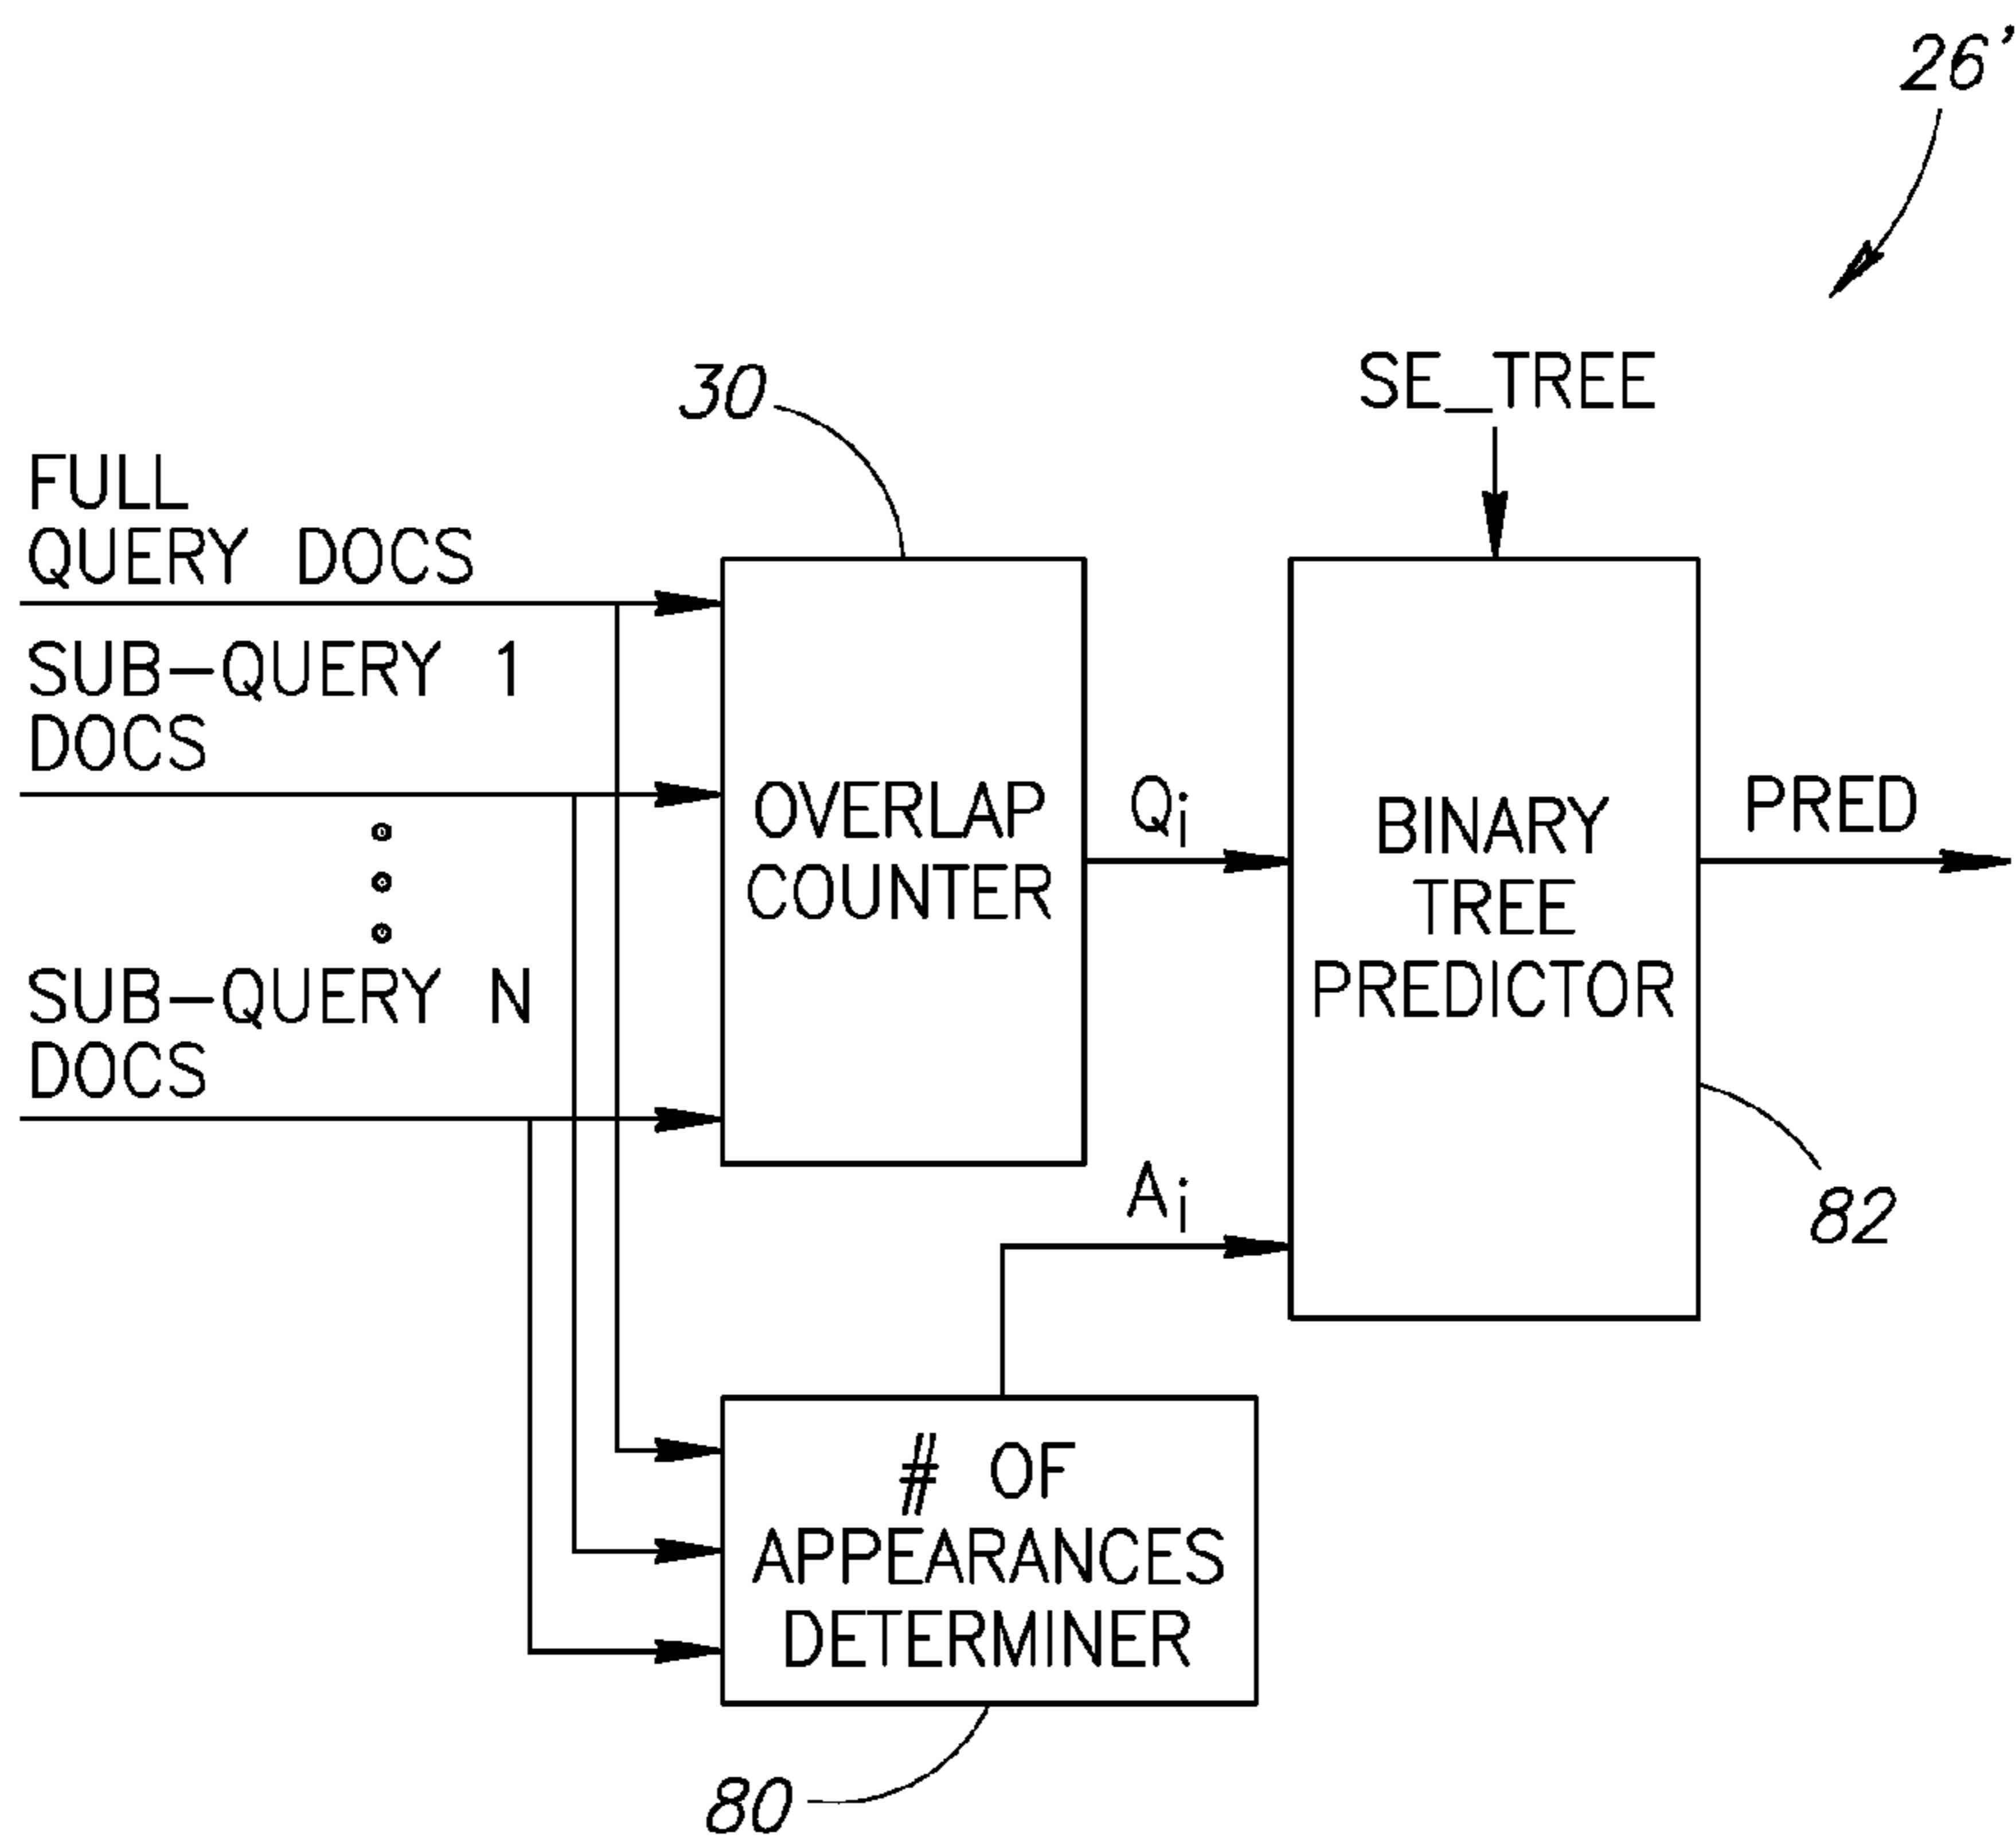 26'
SE_TREE
30
FULL
QUERY DOCS
SUB-QUERY 1
DOCS
SUB-QUERY N
DOCS
OVERLAP
COUNTER
Qi
BINARY
TREE
PREDICTOR
PRED
Ai
82
# OF
APPEARANCES
DETERMINER
80